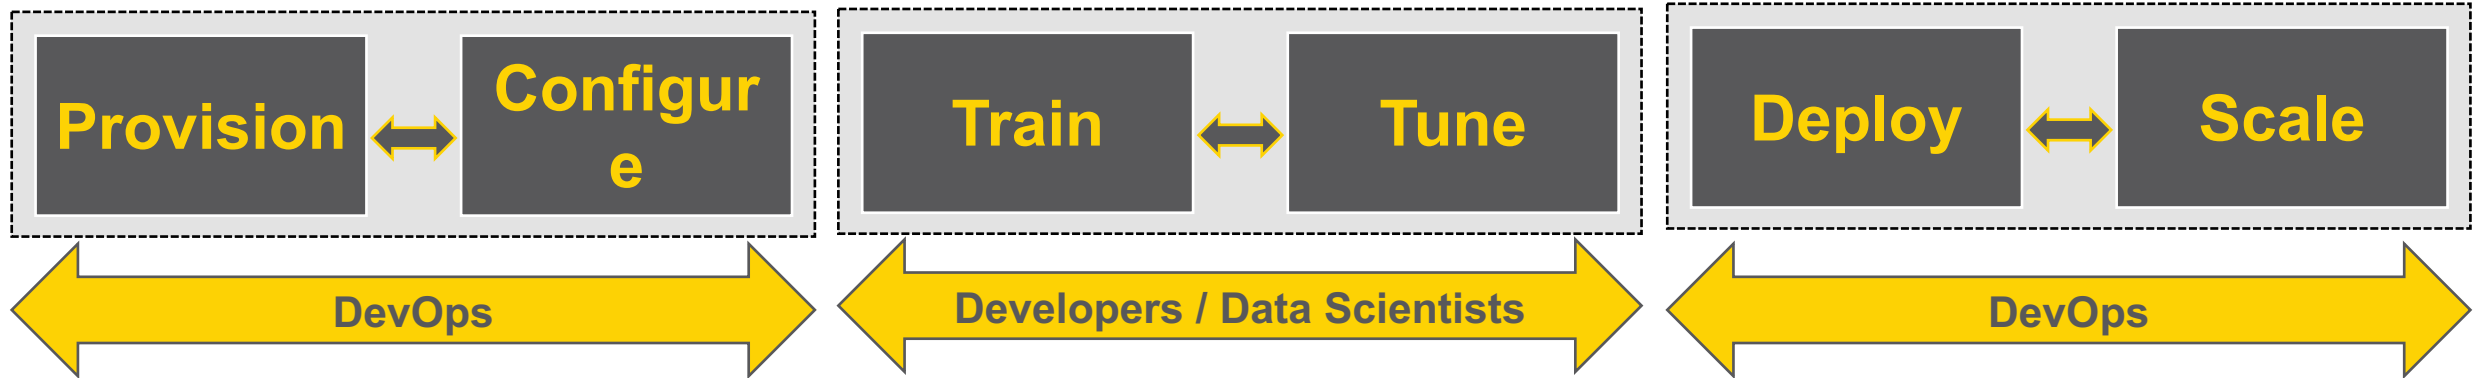 Provision
Configur
e
Train
Tune
Deploy
Scale
DevOps
Developers / Data Scientists
DevOps